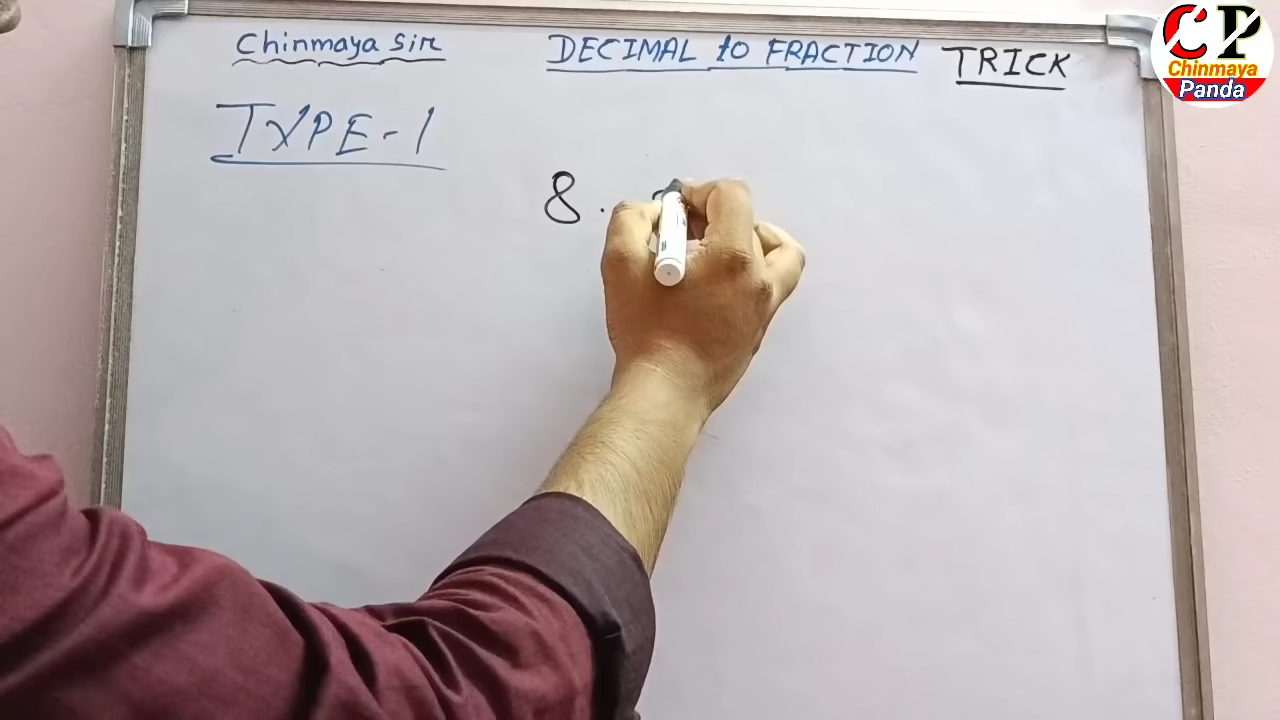 Chinmaya Sir DECIMAL to FRACTION TRICK
CP
Chinmaya
Panda
TYPE-1
8.